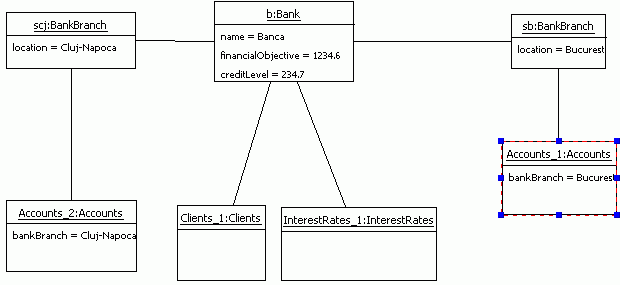 scj:BankBranch
location = Cluj-Napoca
b:Bank
name = Banca
financialObjective = 1234.6
creditLevel = 234.7
sb:BankBranch
location = Bucurest
Accounts_1:Accounts
bankBranch = Bucurest
Accounts_2:Accounts
bankBranch = Cluj-Napoca
Clients_1:Clients
InterestRates_1:InterestRates